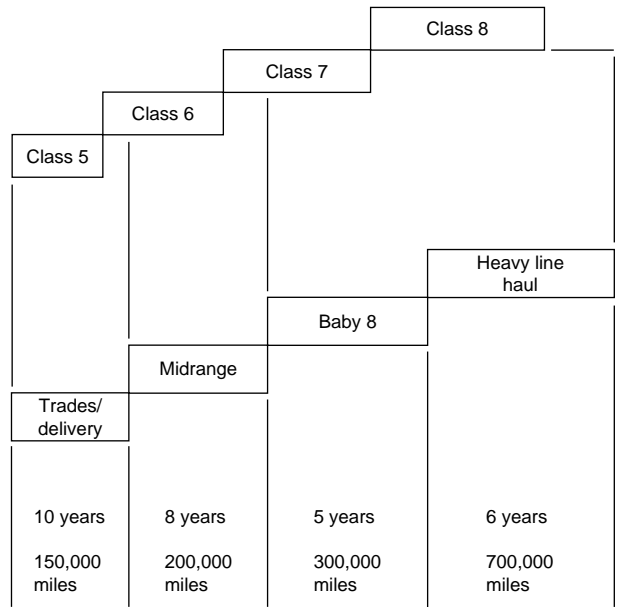 Class 8
Class 7
Class 6
Class 5
Heavy line
haul
Baby 8
Midrange
Trades/
delivery
10 years
8 years
5 years
6 years
150,000
miles
200,000
miles
300,000
miles
700,000
miles